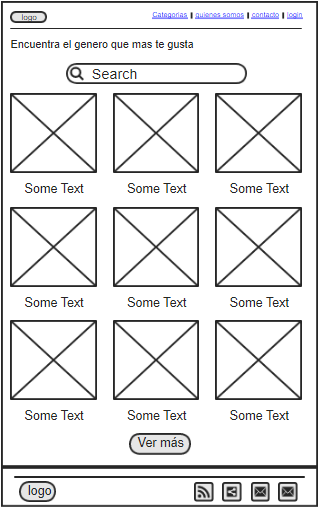 logo Categorias | quienes somos | contacto | login
Encuentra el genero que mas te gusta
Search
Some Text Some Text Some Text
Some Text Some Text Some Text
Some Text Some Text Some Text
Ver más
logo